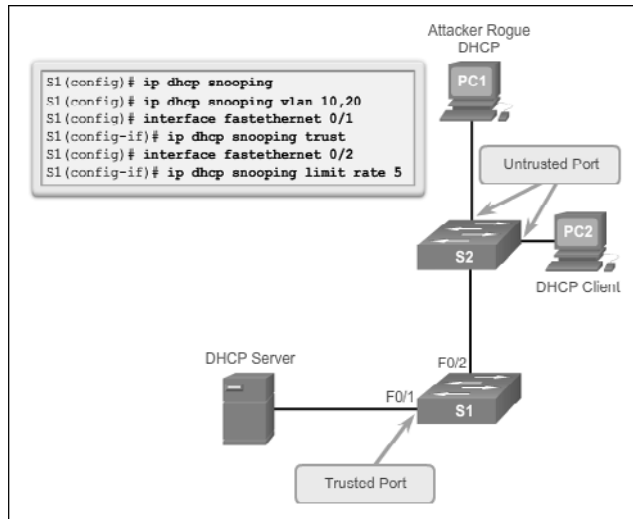 Attacker Rogue
DHCP
PC1
S1(config)# ip dhcp snooping
S1(config)# ip dhcp snooping vlan 10,20
S1(config)# interface fastethernet 0/1
S1(config-if)# ip dhcp snooping trust
S1(config)# interface fastethernet 0/2
S1(config-if)# ip dhcp snooping limit rate 5
Untrusted Port
PC2
S2
DHCP Client
DHCP Server
F0/2
F0/1
S1
Trusted Port